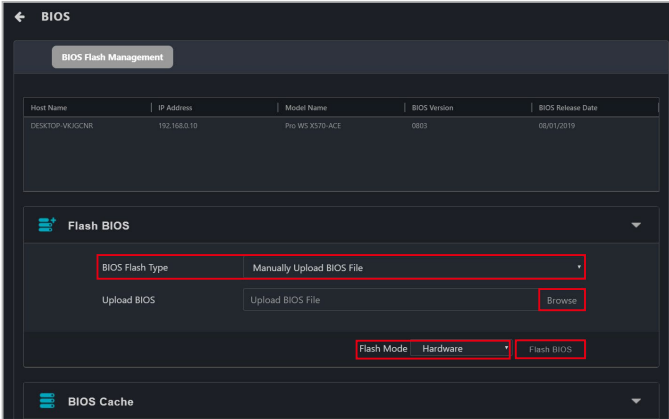 BIOS
BIOS Flash Management
Host Name IP Address Model Name BIOS Version BIOS Release Date
DESKTOP-VKJGCNR 192.168.0.10 Pro WS X570-ACE 0803 08/01/2019
Flash BIOS
BIOS Flash Type Manually Upload BIOS File
Upload BIOS Upload BIOS File Browse
Flash Mode Hardware Flash BIOS
BIOS Cache